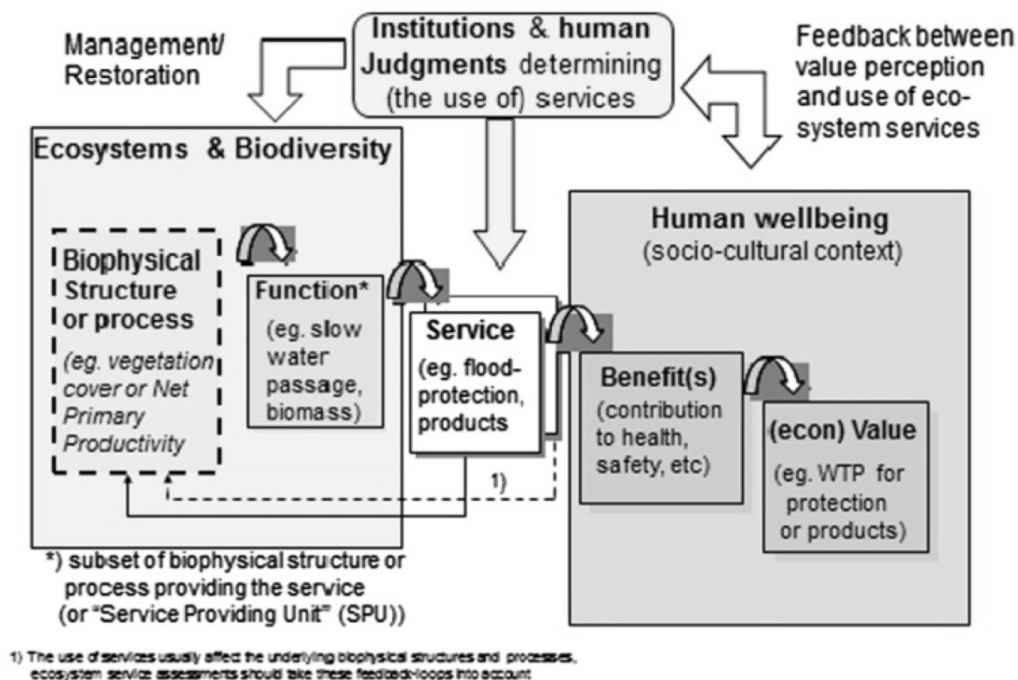 Management/
Restoration
Institutions & human
Judgments determining
(the use of) services
Feedback between
value perception
and use of eco-
system services
Ecosystems & Biodiversity
Biophysical
Structure
or process
(eg. vegetation
cover or Net
Primary
Productivity
Function*
(eg. slow
water
passage,
biomass)
Service
(eg. flood-
protection,
products
Human wellbeing
(socio-cultural context)
Benefit(s)
(contribution
to health,
safety, etc)
(econ) Value
(eg. WTP for
protection
or products)
1)
*) subset of biophysical structure or
process providing the service
(or "Service Providing Unit" (SPU))
1) The use of services usually affect the underlying biophysical structures and processes,
ecosystem service assessments should take these feedback-loops into account